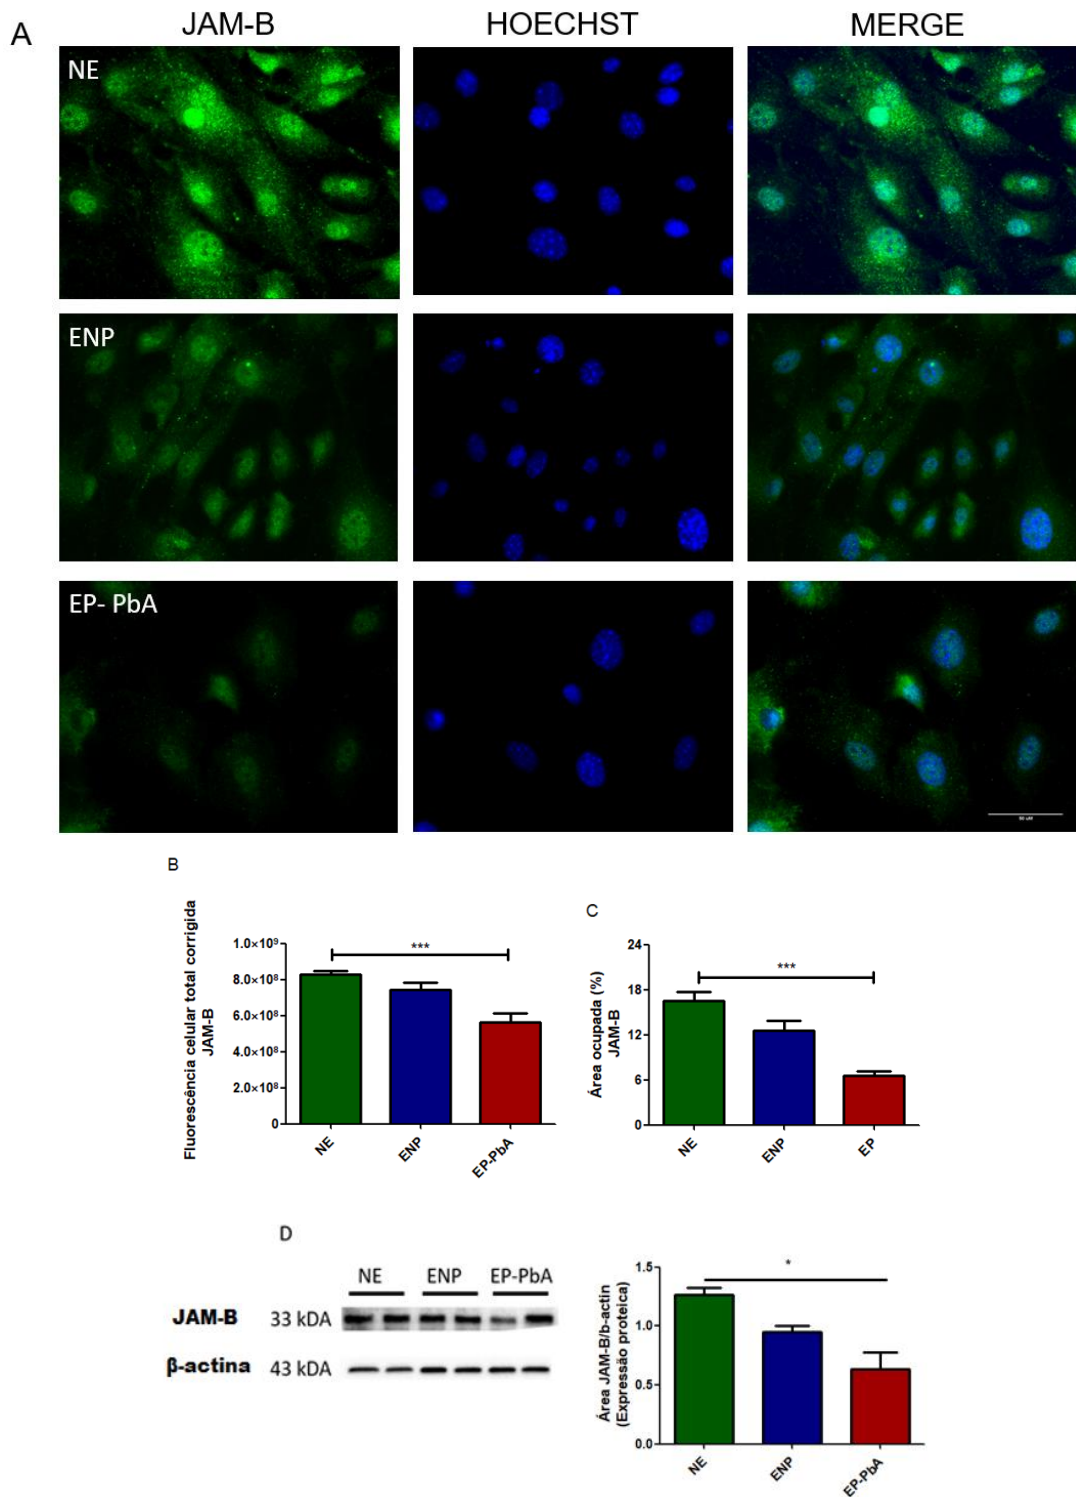 A
JAM-B
HOECHST
MERGE
NE
ENP
EP- PbA
50 uM
B
Fluorescência celular total corrigida
JAM-B
1.0×10⁹
8.0×10⁸
6.0×10⁸
4.0×10⁸
2.0×10⁸
0
***
NE
ENP
EP-PbA
C
Área ocupada (%)
JAM-B
24
18
12
6
0
***
NE
ENP
EP
D
NE
ENP
EP-PbA
JAM-B
33 kDA
β-actina
43 kDA
Área JAM-B/b-actin
(Expressão proteica)
1.5
1.0
0.5
0.0
*
NE
ENP
EP-PbA